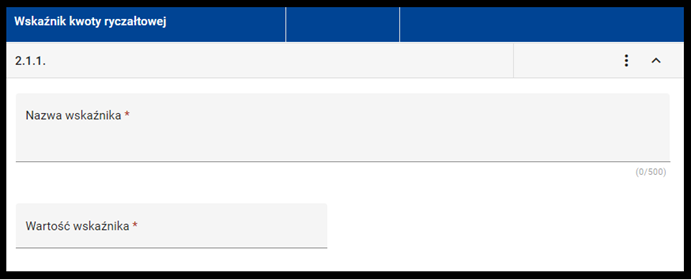 Wskaźnik kwoty ryczałtowej
2.1.1.
Nazwa wskaźnika *
(0/500)
Wartość wskaźnika *